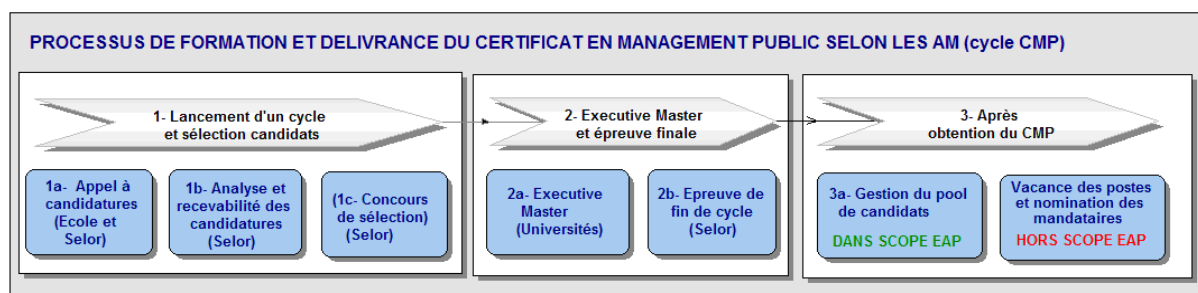 PROCESSUS DE FORMATION ET DELIVRANCE DU CERTIFICAT EN MANAGEMENT PUBLIC SELON LES AM (cycle CMP)
1- Lancement d'un cycle
et sélection candidats
2- Executive Master
et épreuve finale
3- Après
obtention du CMP
1a- Appel à
candidatures
(Ecole et
Selor)
1b- Analyse et
recevabilité des
candidatures
(Selor)
(1c- Concours
de sélection)
(Selor)
2a- Executive
Master
(Universités)
2b- Epreuve de
fin de cycle
(Selor)
3a- Gestion du pool
de candidats
DANS SCOPE EAP
Vacance des postes
et nomination des
mandataires
HORS SCOPE EAP